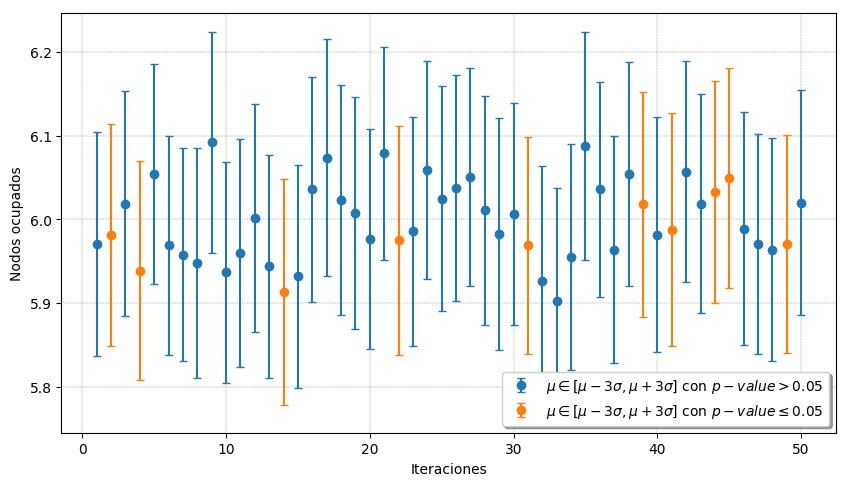 6.2
6.1
6.0
5.9
5.8
Nodos ocupados
0
10
20
30
40
50
Iteraciones
μ ∈ [μ − 3σ, μ + 3σ] con p − value > 0.05
μ ∈ [μ − 3σ, μ + 3σ] con p − value ≤ 0.05